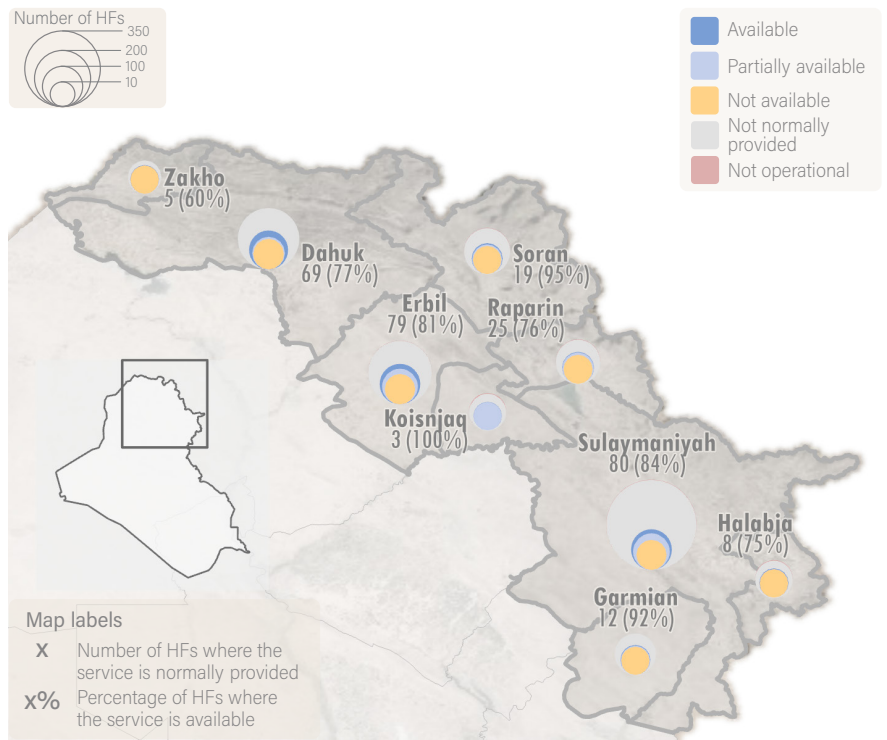 Number of HFs
350
200
100
10
Available
Partially available
Not available
Not normally
provided
Not operational
Zakho
5 (60%)
Dahuk
69 (77%)
Soran
19 (95%)
Erbil
79 (81%)
Raparin
25 (76%)
Koisnjaq
3 (100%)
Sulaymaniyah
80 (84%)
Halabja
8 (75%)
Garmian
12 (92%)
Map labels
x Number of HFs where the
service is normally provided
x% Percentage of HFs where
the service is available